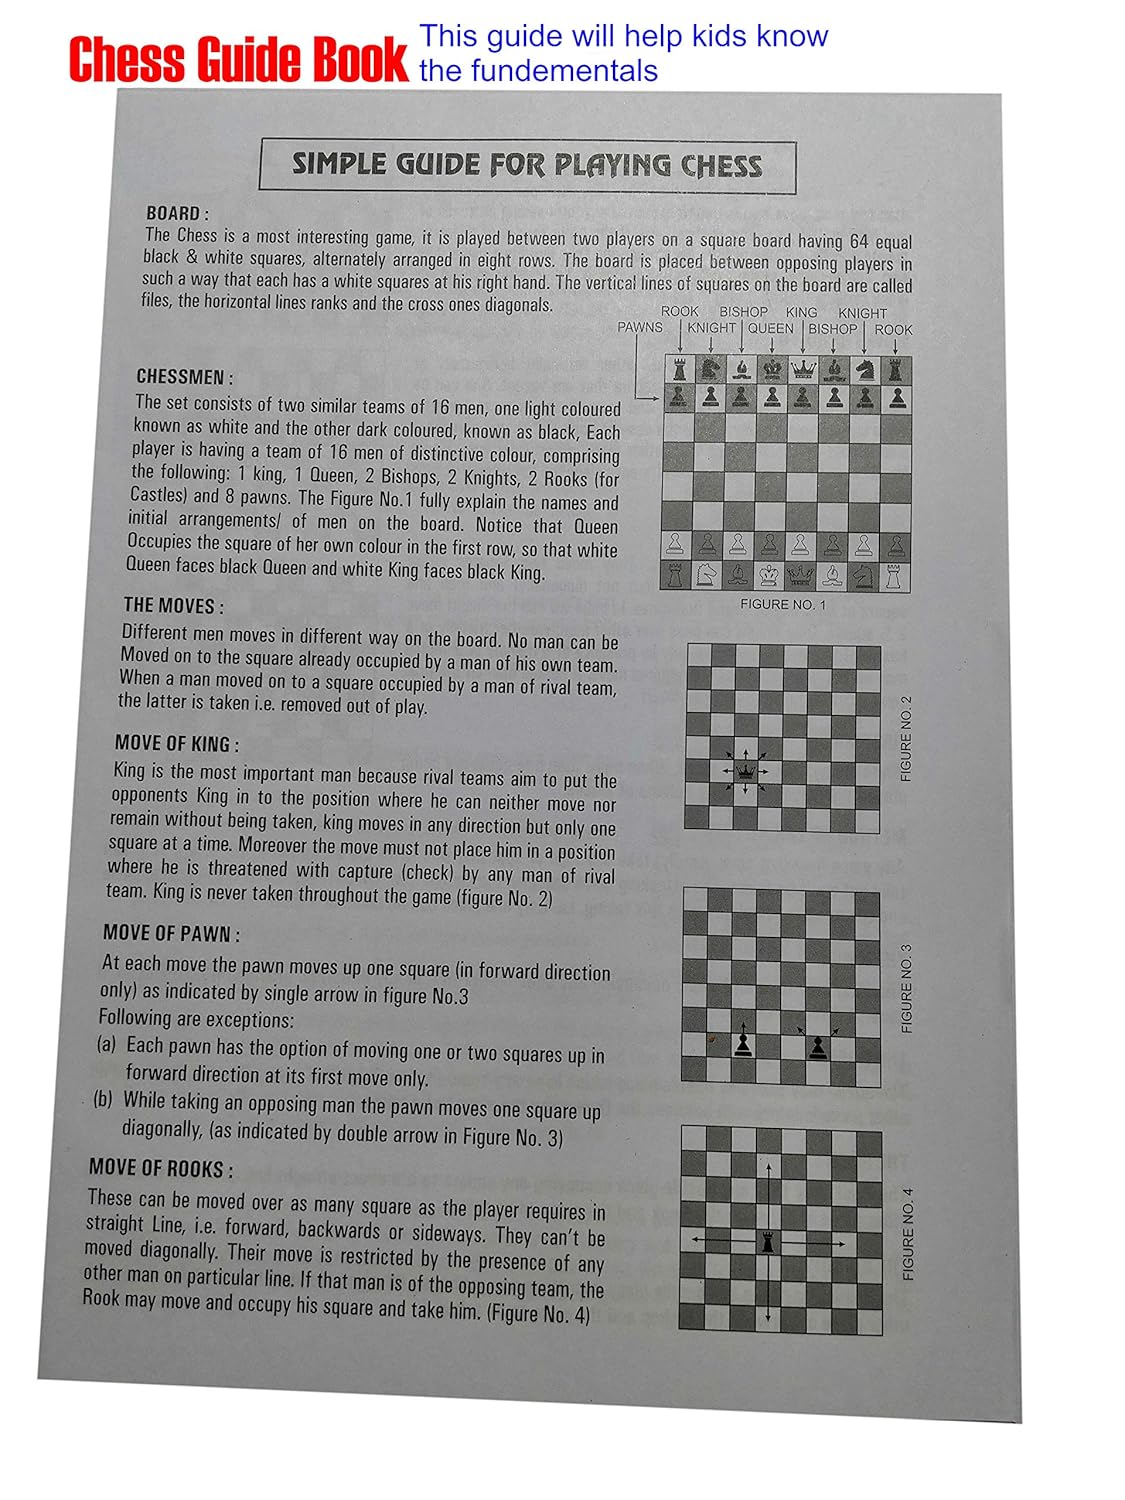 Chess Guide Book
This guide will help kids know
the fundementals
SIMPLE GUIDE FOR PLAYING CHESS
BOARD :
The Chess is a most interesting game, it is played between two players on a square board having 64 equal
black & white squares, alternately arranged in eight rows. The board is placed between opposing players in
such a way that each has a white squares at his right hand. The vertical lines of squares on the board are called
files, the horizontal lines ranks and the cross ones diagonals.
ROOK BISHOP KING KNIGHT
PAWNS KNIGHT QUEEN BISHOP ROOK
FIGURE NO. 1
CHESSMEN :
The set consists of two similar teams of 16 men, one light coloured
known as white and the other dark coloured, known as black, Each
player is having a team of 16 men of distinctive colour, comprising
the following: 1 king, 1 Queen, 2 Bishops, 2 Knights, 2 Rooks (for
Castles) and 8 pawns. The Figure No.1 fully explain the names and
initial arrangements/ of men on the board. Notice that Queen
Occupies the square of her own colour in the first row, so that white
Queen faces black Queen and white King faces black King.
THE MOVES :
Different men moves in different way on the board. No man can be
Moved on to the square already occupied by a man of his own team.
When a man moved on to a square occupied by a man of rival team,
the latter is taken i.e. removed out of play.
FIGURE NO. 2
MOVE OF KING :
King is the most important man because rival teams aim to put the
opponents King in to the position where he can neither move nor
remain without being taken, king moves in any direction but only one
square at a time. Moreover the move must not place him in a position
where he is threatened with capture (check) by any man of rival
team. King is never taken throughout the game (figure No. 2)
MOVE OF PAWN :
At each move the pawn moves up one square (in forward direction
only) as indicated by single arrow in figure No.3
Following are exceptions:
(a) Each pawn has the option of moving one or two squares up in
forward direction at its first move only.
(b) While taking an opposing man the pawn moves one square up
diagonally, (as indicated by double arrow in Figure No. 3)
FIGURE NO. 3
MOVE OF ROOKS :
These can be moved over as many square as the player requires in
straight Line, i.e. forward, backwards or sideways. They can't be
moved diagonally. Their move is restricted by the presence of any
other man on particular line. If that man is of the opposing team, the
Rook may move and occupy his square and take him. (Figure No. 4)
FIGURE NO. 4